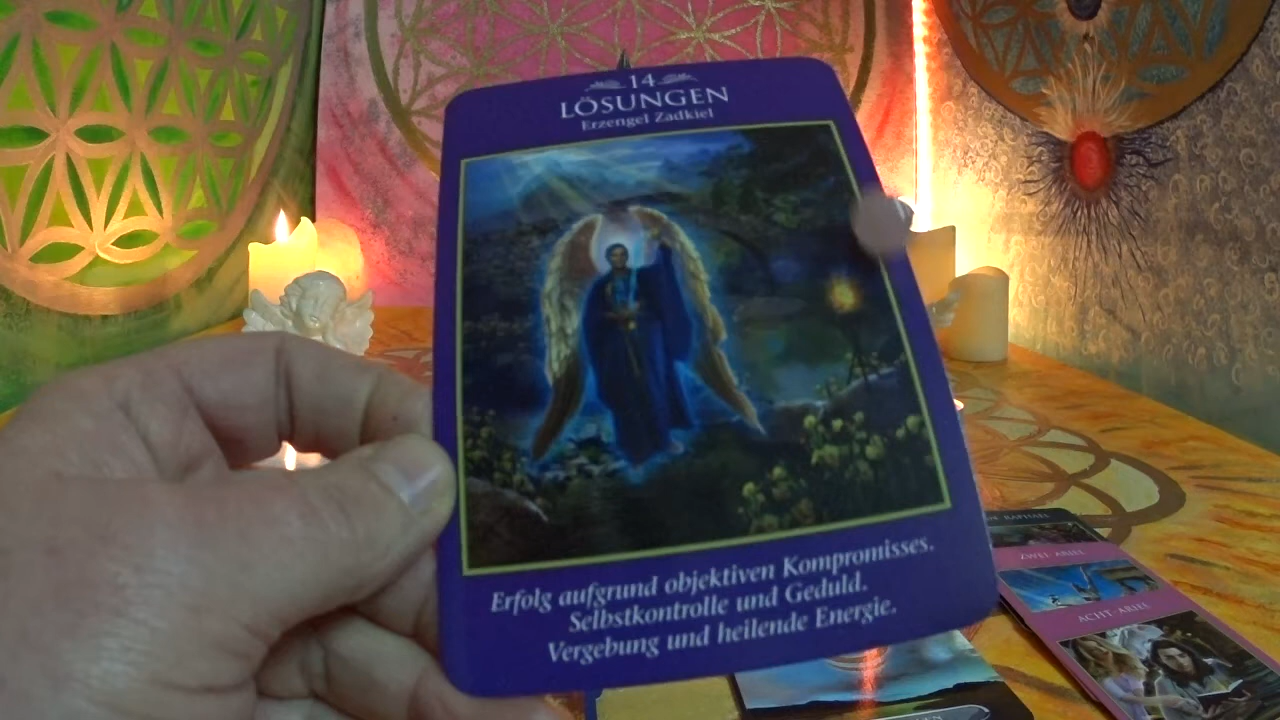 14
LÖSUNGEN
Erzengel Zadkiel
Erfolg aufgrund objektiven Kompromisses.
Selbstkontrolle und Geduld.
Vergebung und heilende Energie.
RAPHAEL
ZWEI · ARIEL
ACHT · ARIEL